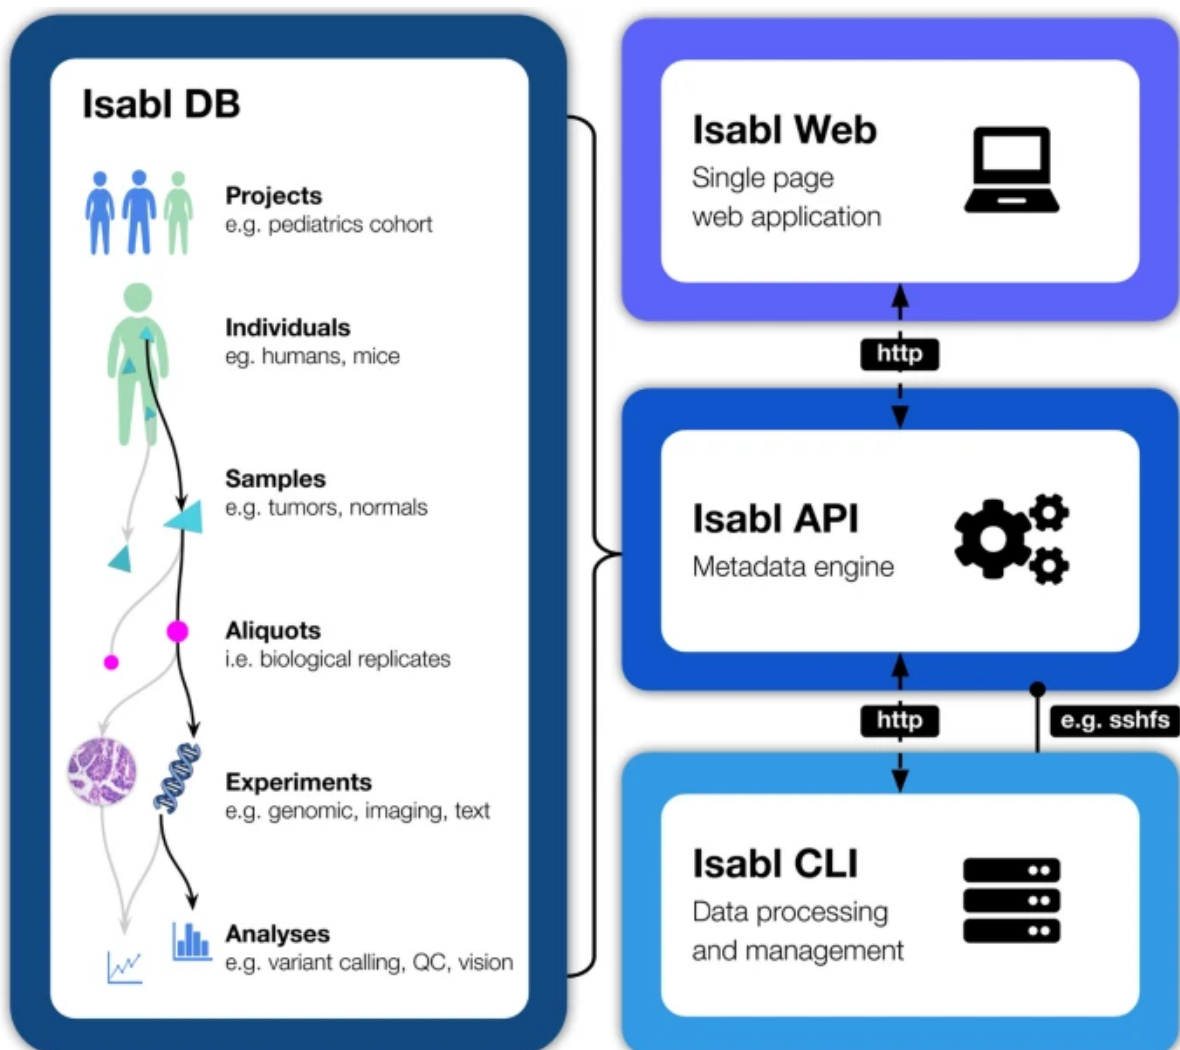 Isabl DB
Projects
e.g. pediatrics cohort
Individuals
eg. humans, mice
Samples
e.g. tumors, normals
Aliquots
i.e. biological replicates
Experiments
e.g. genomic, imaging, text
Analyses
e.g. variant calling, QC, vision
Isabl Web
Single page
web application
http
Isabl API
Metadata engine
http
e.g. sshfs
Isabl CLI
Data processing
and management